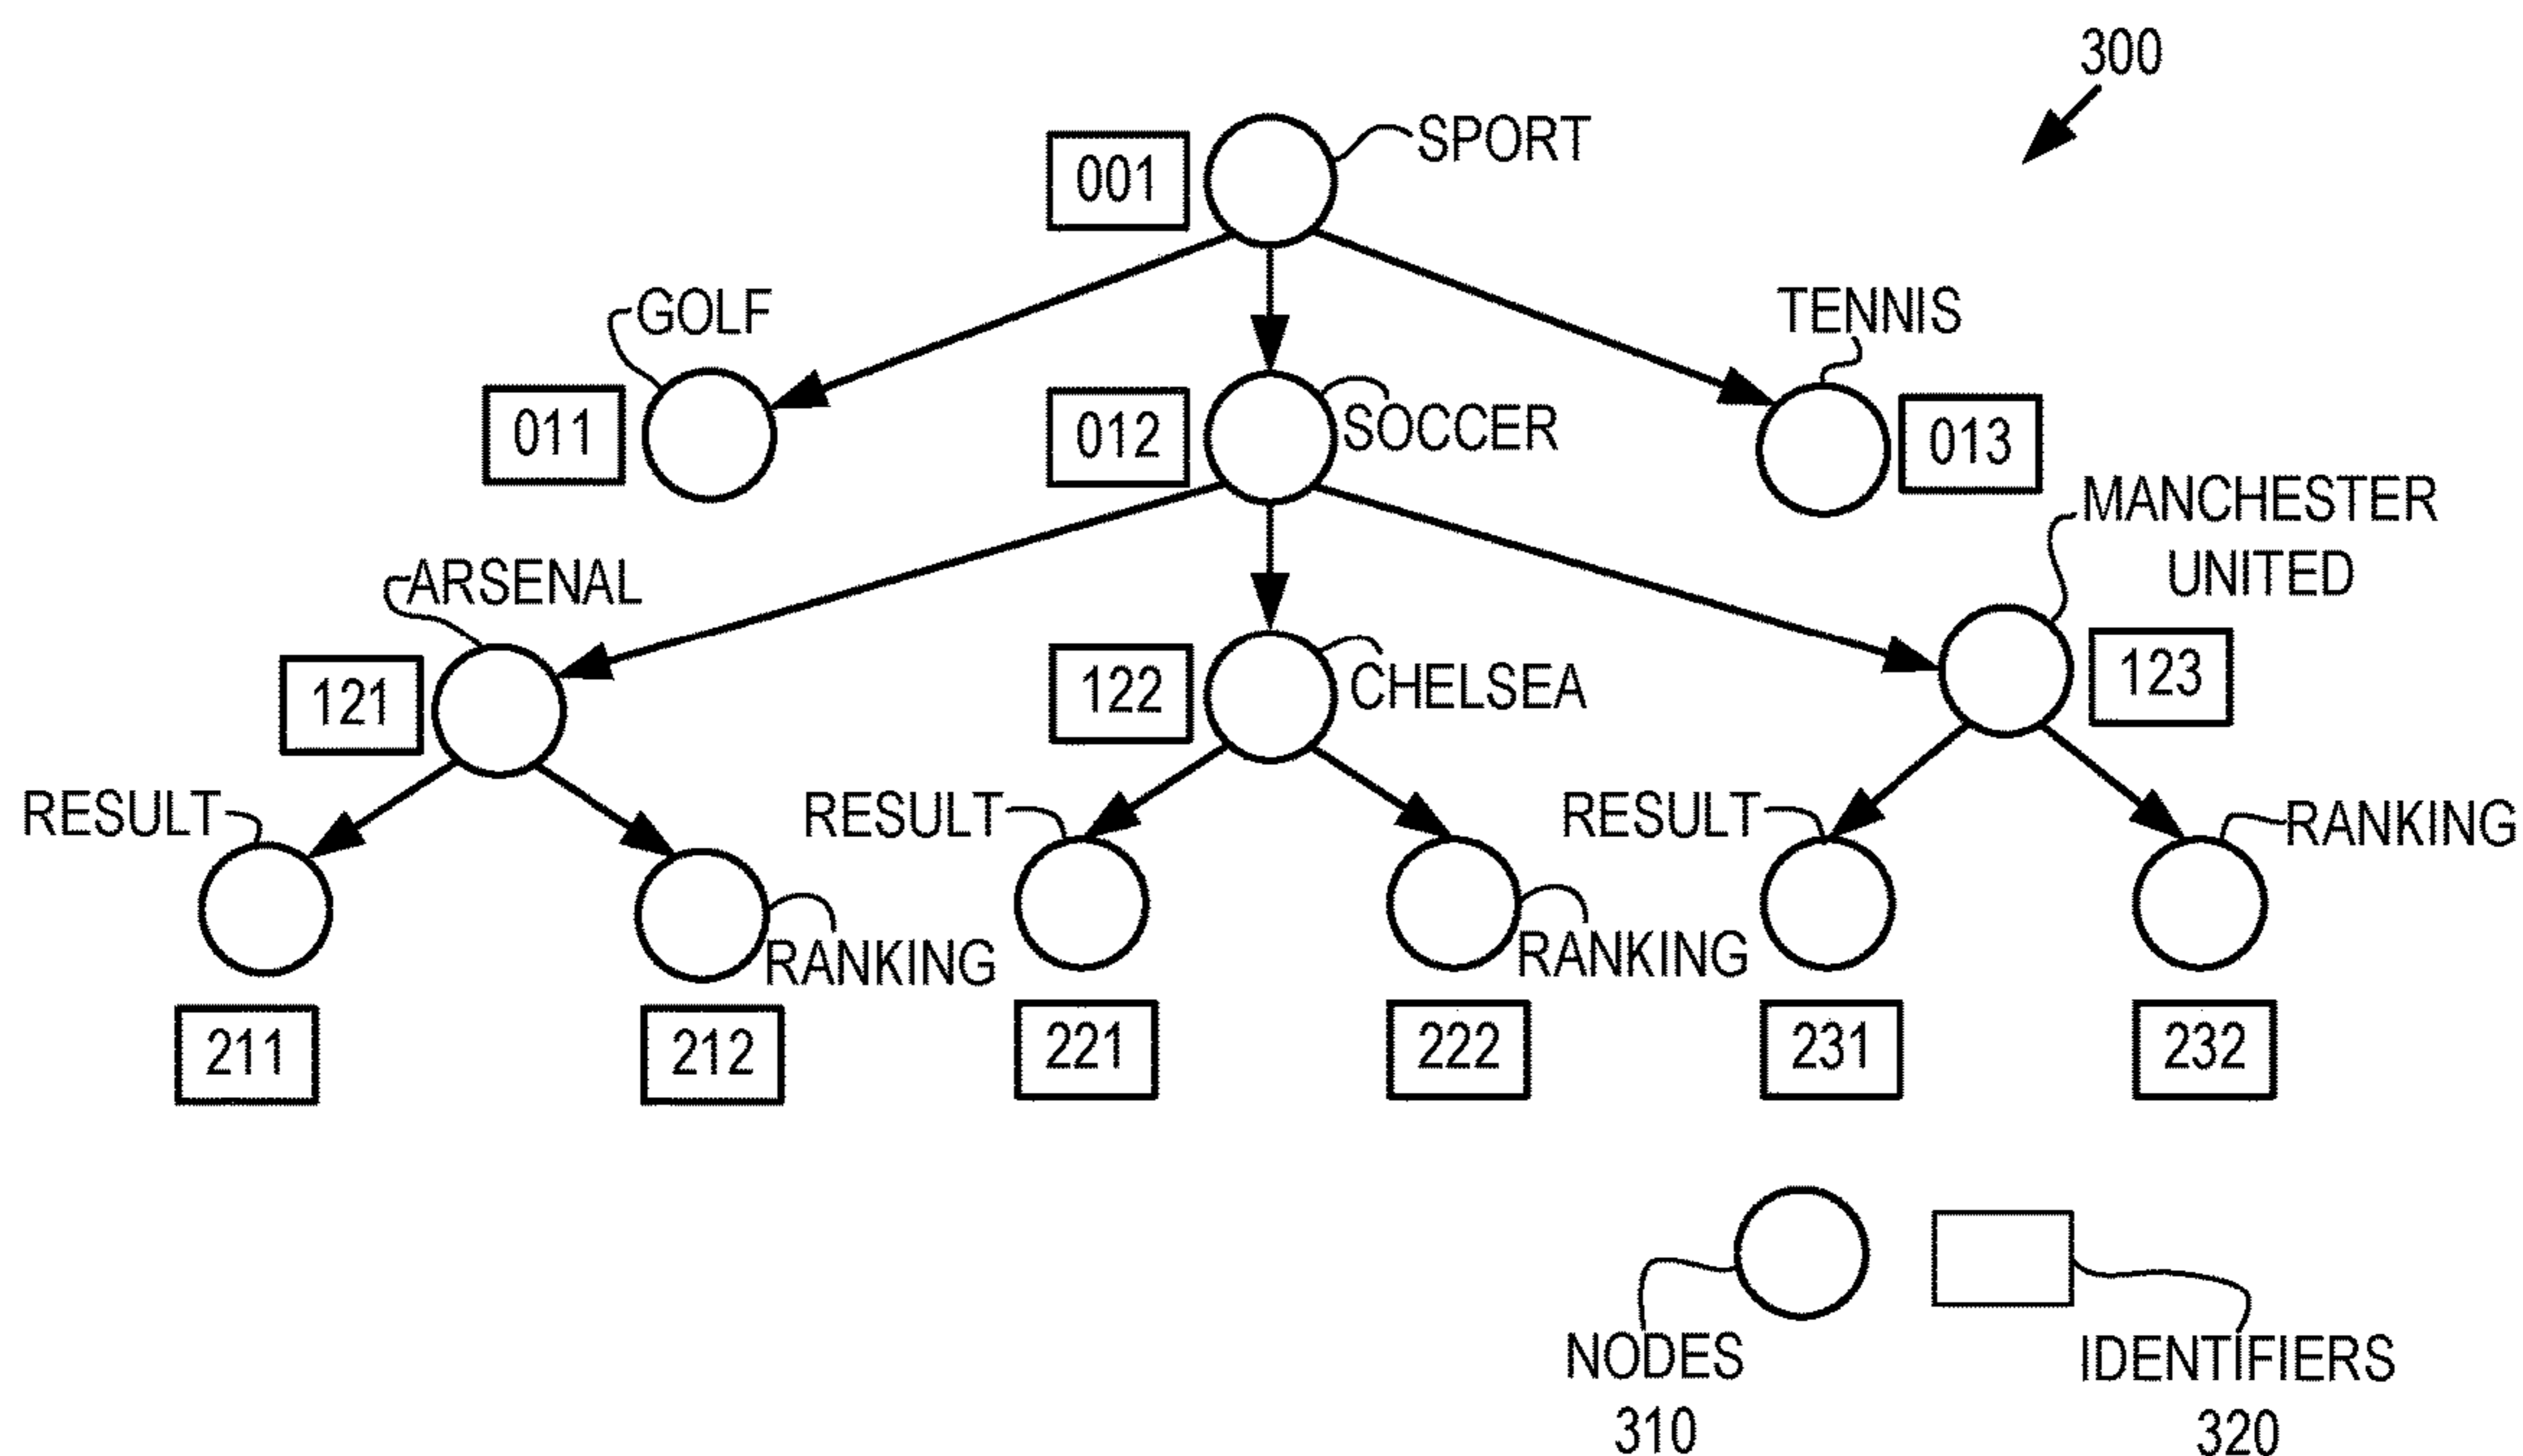 300
SPORT
001
GOLF
TENNIS
011
012
SOCCER
013
MANCHESTER
UNITED
ARSENAL
121
122
CHELSEA
123
RESULT
RANKING
RESULT
RANKING
RESULT
RANKING
211
212
221
222
231
232
NODES
310
IDENTIFIERS
320